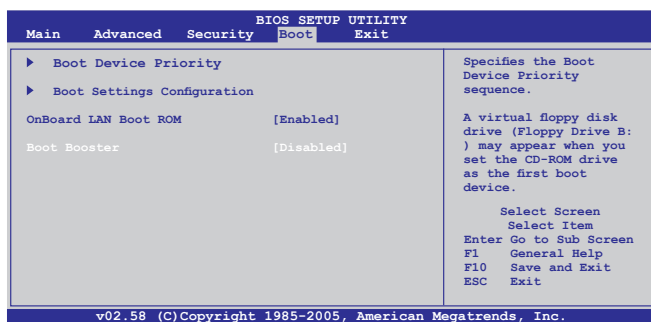 BIOS SETUP UTILITY
Main Advanced Security Boot Exit
Boot Device Priority
Boot Settings Configuration
OnBoard LAN Boot ROM [Enabled]
Boot Booster [Disabled]
Specifies the Boot
Device Priority
sequence.
A virtual floppy disk
drive (Floppy Drive B:
) may appear when you
set the CD-ROM drive
as the first boot
device.
Select Screen
Select Item
Enter Go to Sub Screen
F1 General Help
F10 Save and Exit
ESC Exit
v02.58 (C)Copyright 1985-2005, American Megatrends, Inc.